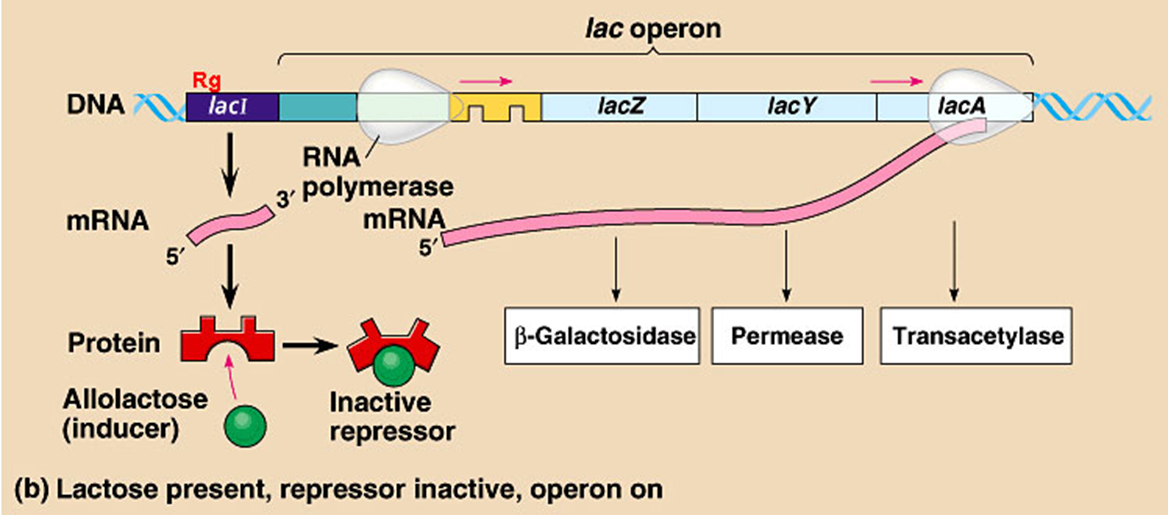 lac operon
Rg
DNA
lacI
lacZ
lacY
lacA
RNA
polymerase
3′
mRNA
5′
mRNA
5′
β-Galactosidase
Permease
Transacetylase
Protein
Allolactose
(inducer)
Inactive
repressor
(b) Lactose present, repressor inactive, operon on